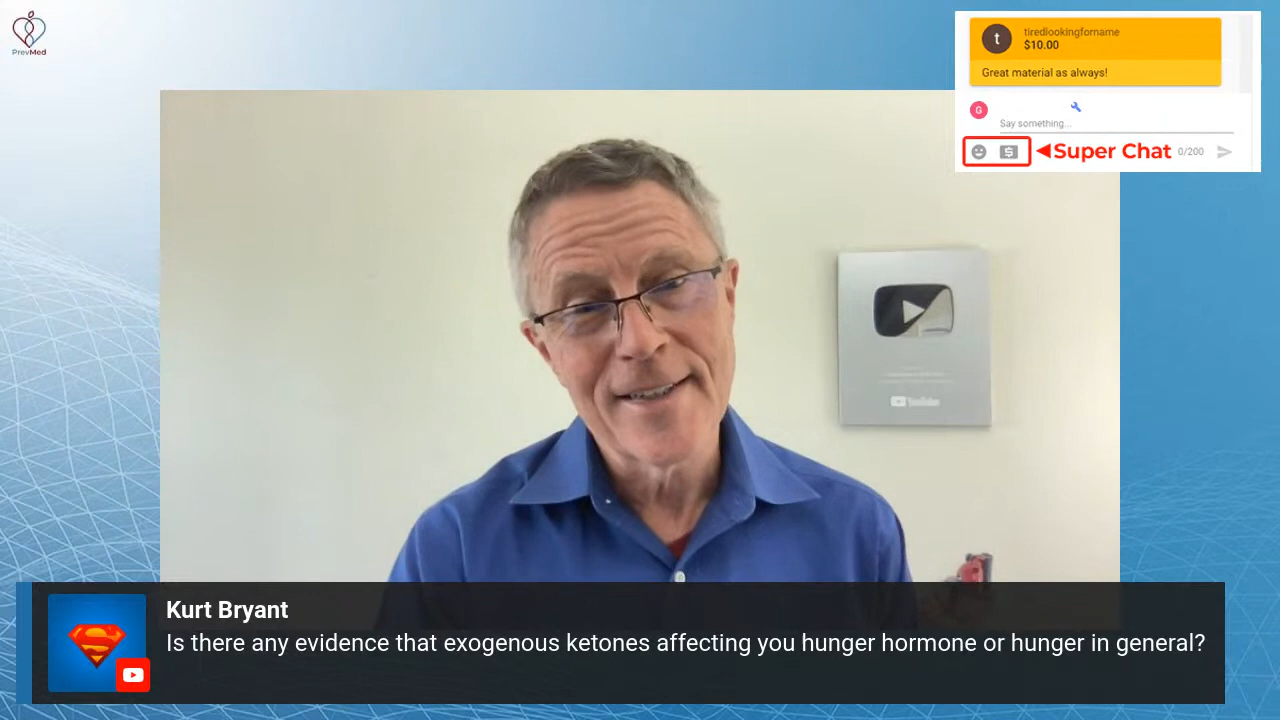 PrevMed
t
tiredlookingforname
$10.00
Great material as always!
G
Say something...
Super Chat
0/200
YouTube
Kurt Bryant
Is there any evidence that exogenous ketones affecting you hunger hormone or hunger in general?